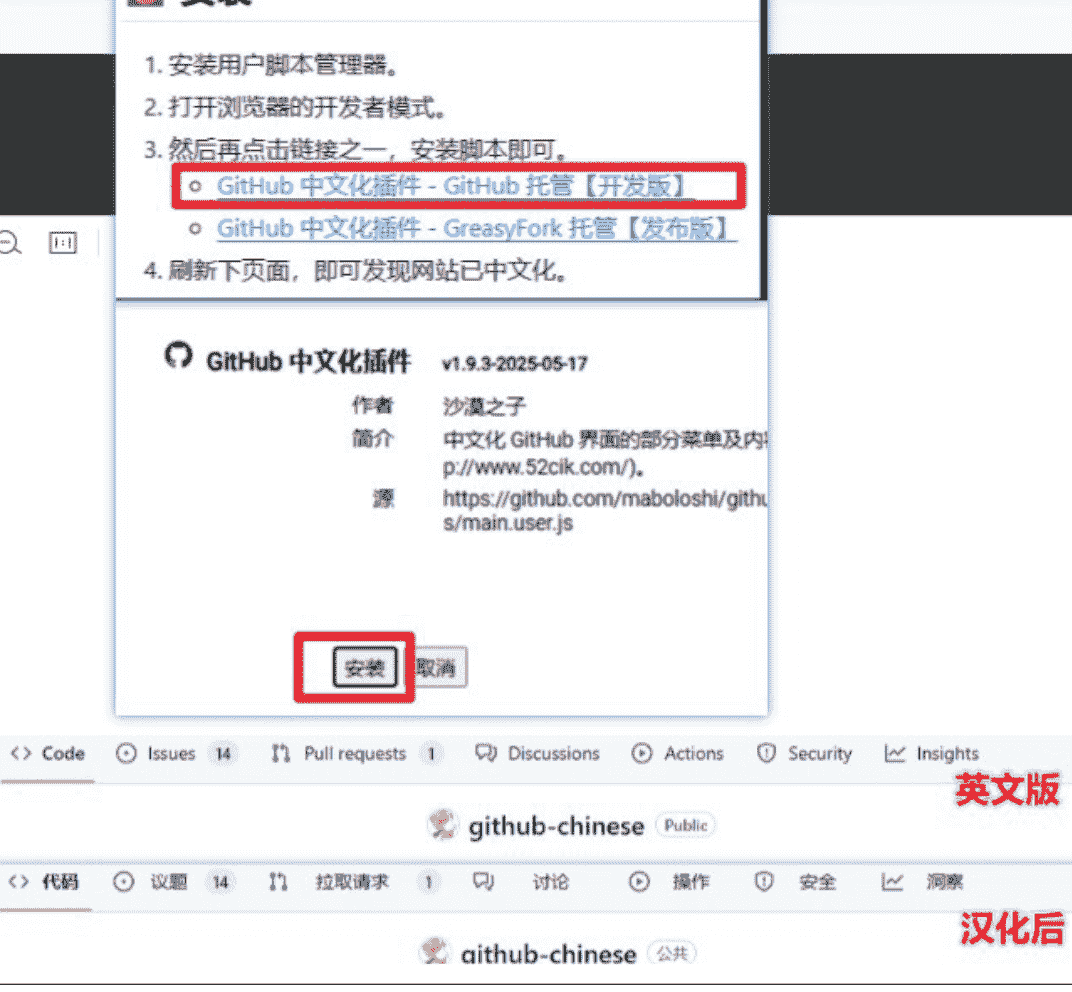 1. 安装用户脚本管理器。
2. 打开浏览器的开发者模式。
3. 然后再点击链接之一，安装脚本即可。
GitHub 中文化插件 - GitHub 托管【开发版】
GitHub 中文化插件 - GreasyFork 托管【发布版】
4. 刷新下页面，即可发现网站已中文化。
GitHub 中文化插件 v1.9.3-2025-05-17
作者 沙漠之子
简介 中文化 GitHub 界面的部分菜单及内
p://www.52cik.com/)。
源 https://github.com/maboloshi/githu
s/main.user.js
安装 取消
Code Issues 14 Pull requests 1 Discussions Actions Security Insights
英文版
github-chinese Public
代码 议题 14 拉取请求 1 讨论 操作 安全 洞察
汉化后
github-chinese 公共